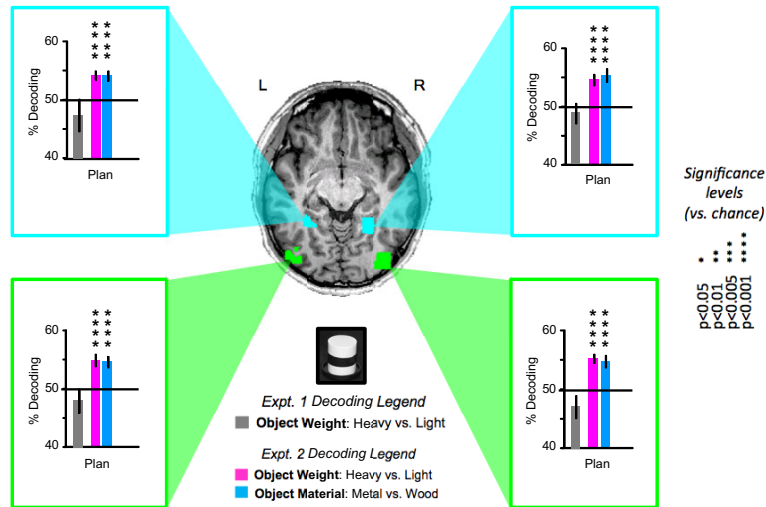 60
% Decoding
50
40
Plan
****
****
L
R
60
% Decoding
50
40
Plan
****
****
Significance
levels
(vs. chance)
p<0.05 *
p<0.01 **
p<0.005 ***
p<0.001 ****
60
% Decoding
50
40
Plan
****
****
60
% Decoding
50
40
Plan
****
****
Expt. 1 Decoding Legend
Object Weight: Heavy vs. Light
Expt. 2 Decoding Legend
Object Weight: Heavy vs. Light
Object Material: Metal vs. Wood